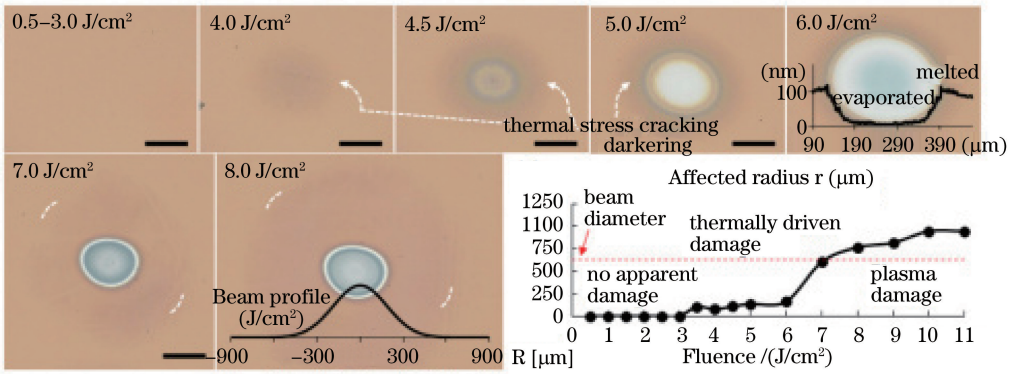 0.5–3.0 J/cm²
4.0 J/cm²
4.5 J/cm²
5.0 J/cm²
6.0 J/cm²
(nm)
melted
100
evaporated
0
90 190 290 390 (μm)
thermal stress cracking
darkering
7.0 J/cm²
8.0 J/cm²
Beam profile
(J/cm²)
−900 −300 300 900
Affected radius r (μm)
1250
1100
750
500
250
0
beam
diameter
thermally driven
damage
no apparent
damage
plasma
damage
0 1 2 3 4 5 6 7 8 9 10 11
R [μm]
Fluence /(J/cm²)